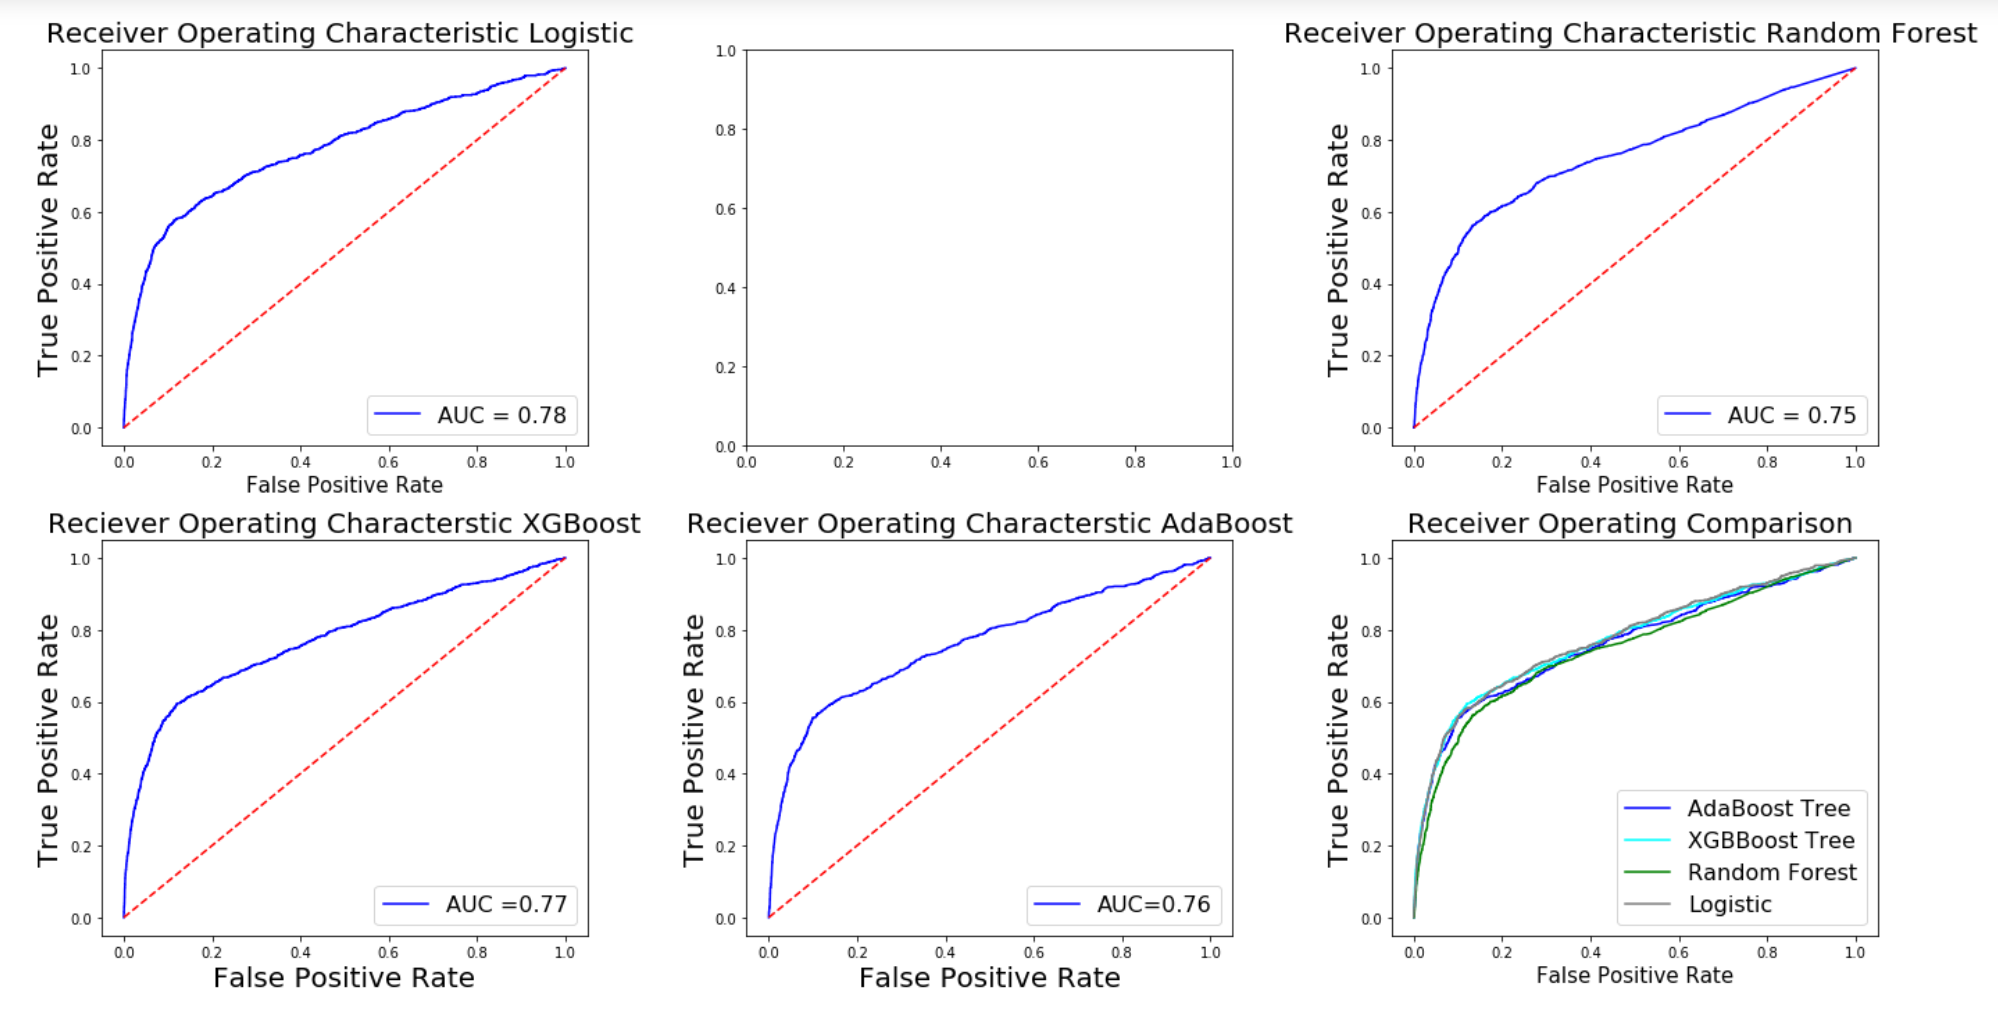 Receiver Operating Characteristic Logistic
True Positive Rate
1.0
0.8
0.6
0.4
0.2
0.0
AUC = 0.78
0.0 0.2 0.4 0.6 0.8 1.0
False Positive Rate
1.0
0.8
0.6
0.4
0.2
0.0
0.0 0.2 0.4 0.6 0.8 1.0
Receiver Operating Characteristic Random Forest
True Positive Rate
1.0
0.8
0.6
0.4
0.2
0.0
AUC = 0.75
0.0 0.2 0.4 0.6 0.8 1.0
False Positive Rate
Reciever Operating Characterstic XGBoost
True Positive Rate
1.0
0.8
0.6
0.4
0.2
0.0
AUC =0.77
0.0 0.2 0.4 0.6 0.8 1.0
False Positive Rate
Reciever Operating Characterstic AdaBoost
True Positive Rate
1.0
0.8
0.6
0.4
0.2
0.0
AUC=0.76
0.0 0.2 0.4 0.6 0.8 1.0
False Positive Rate
Receiver Operating Comparison
True Positive Rate
1.0
0.8
0.6
0.4
0.2
0.0
AdaBoost Tree
XGBBoost Tree
Random Forest
Logistic
0.0 0.2 0.4 0.6 0.8 1.0
False Positive Rate